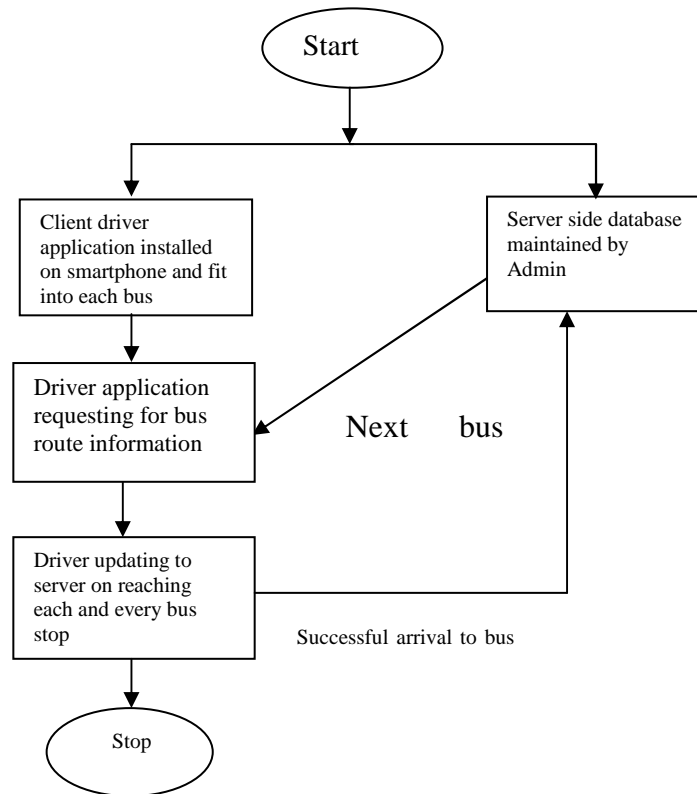 Start
Client driver
application installed
on smartphone and fit
into each bus
Server side database
maintained by
Admin
Driver application
requesting for bus
route information
Next bus
Driver updating to
server on reaching
each and every bus
stop
Successful arrival to bus
Stop